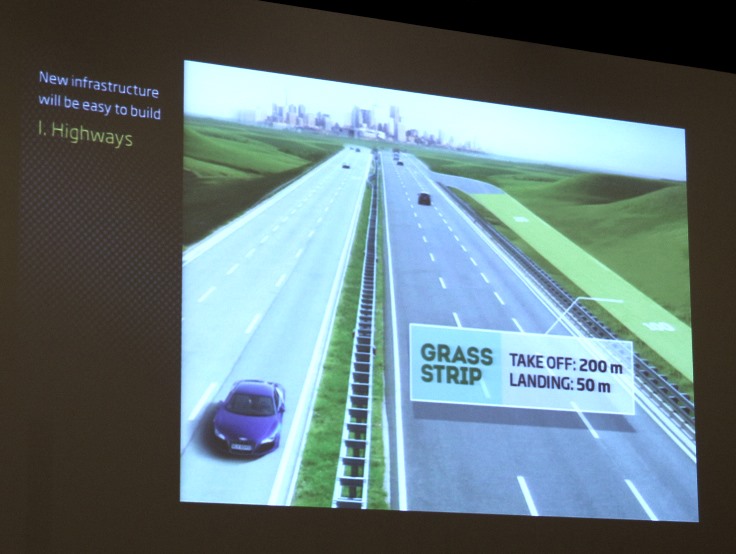 New infrastructure
will be easy to build
I. Highways
GRASS
STRIP
TAKE OFF: 200 m
LANDING: 50 m